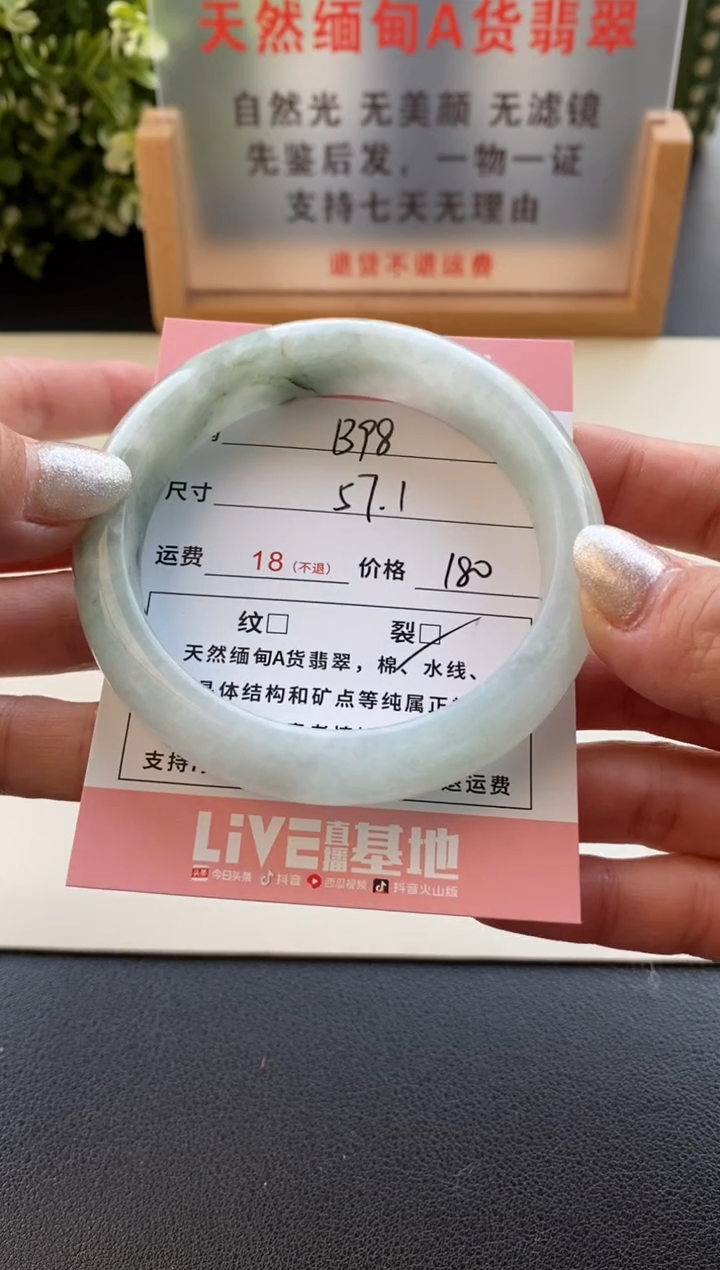 天然缅甸A货翡翠
自然光 无美颜 无滤镜
先鉴后发，一物一证
支持七天无理由
退货不退运费
B98
尺寸 57.1
运费 18（不退） 价格 180
纹□ 裂□
天然缅甸A货翡翠，棉、水线、
具体结构和矿点等纯属正
支持 退运费
LiVE直播基地
头条 今日头条 抖音 西瓜视频 抖音火山版